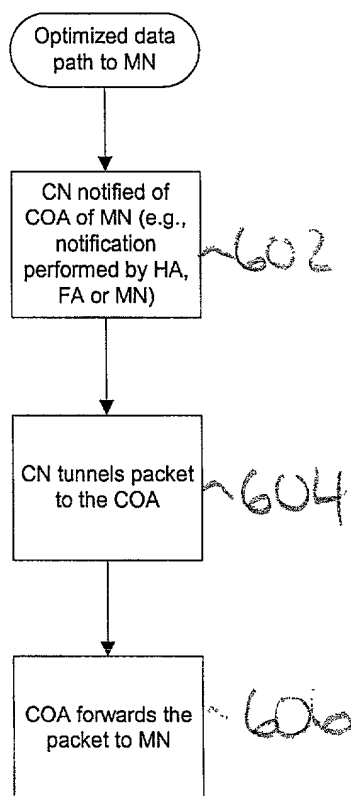 Optimized data
path to MN
CN notified of
COA of MN (e.g.,
notification
performed by HA,
FA or MN)
602
CN tunnels packet
to the COA
604
COA forwards the
packet to MN
606